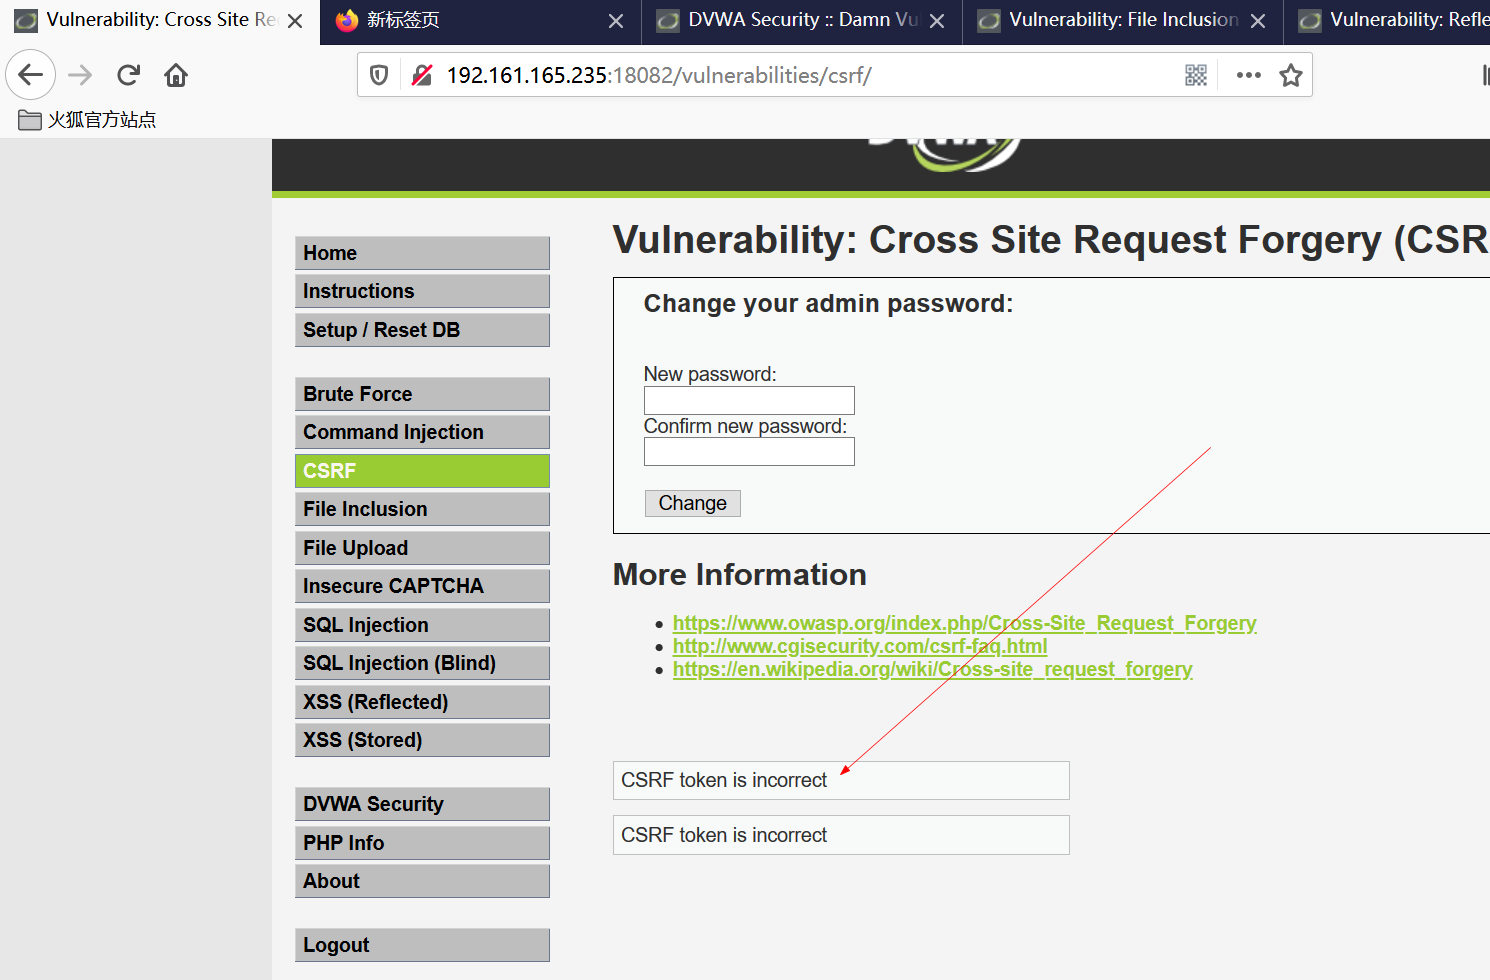 Vulnerability: Cross Site Re
新标签页
DVWA Security :: Damn Vul
Vulnerability: File Inclusion
Vulnerability: Refle
192.161.165.235:18082/vulnerabilities/csrf/
火狐官方站点
DVWA
Vulnerability: Cross Site Request Forgery (CSR
Home
Instructions
Setup / Reset DB
Brute Force
Command Injection
CSRF
File Inclusion
File Upload
Insecure CAPTCHA
SQL Injection
SQL Injection (Blind)
XSS (Reflected)
XSS (Stored)
DVWA Security
PHP Info
About
Logout
Change your admin password:
New password:
Confirm new password:
Change
More Information
https://www.owasp.org/index.php/Cross-Site_Request_Forgery
http://www.cgisecurity.com/csrf-faq.html
https://en.wikipedia.org/wiki/Cross-site_request_forgery
CSRF token is incorrect
CSRF token is incorrect